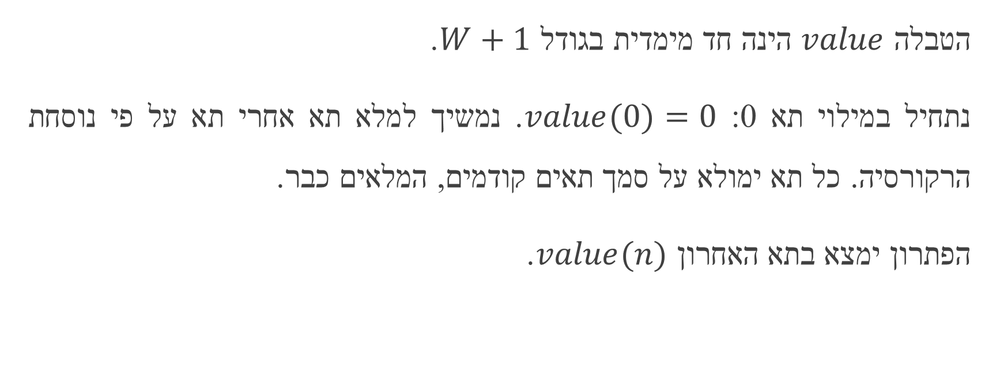 הטבלה value הינה חד מימדית בגודל W + 1.
נתחיל במילוי תא 0: value(0) = 0. נמשיך למלא תא אחרי תא על פי נוסחת
הרקורסיה. כל תא ימולא על סמך תאים קודמים, המלאים כבר.
הפתרון ימצא בתא האחרון value(n).